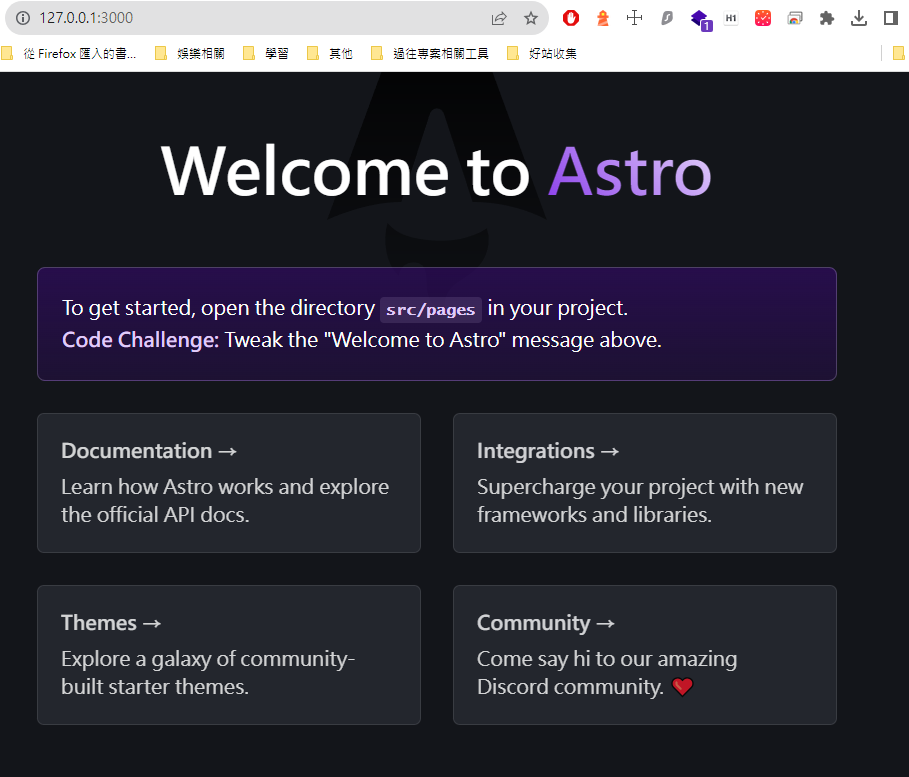 127.0.0.1:3000
1
H1
從 Firefox 匯入的書...
娛樂相關
學習
其他
過往專案相關工具
好站收集
Welcome to Astro
To get started, open the directory src/pages in your project.
Code Challenge: Tweak the "Welcome to Astro" message above.
Documentation →
Learn how Astro works and explore
the official API docs.
Integrations →
Supercharge your project with new
frameworks and libraries.
Themes →
Explore a galaxy of community-
built starter themes.
Community →
Come say hi to our amazing
Discord community. ❤️